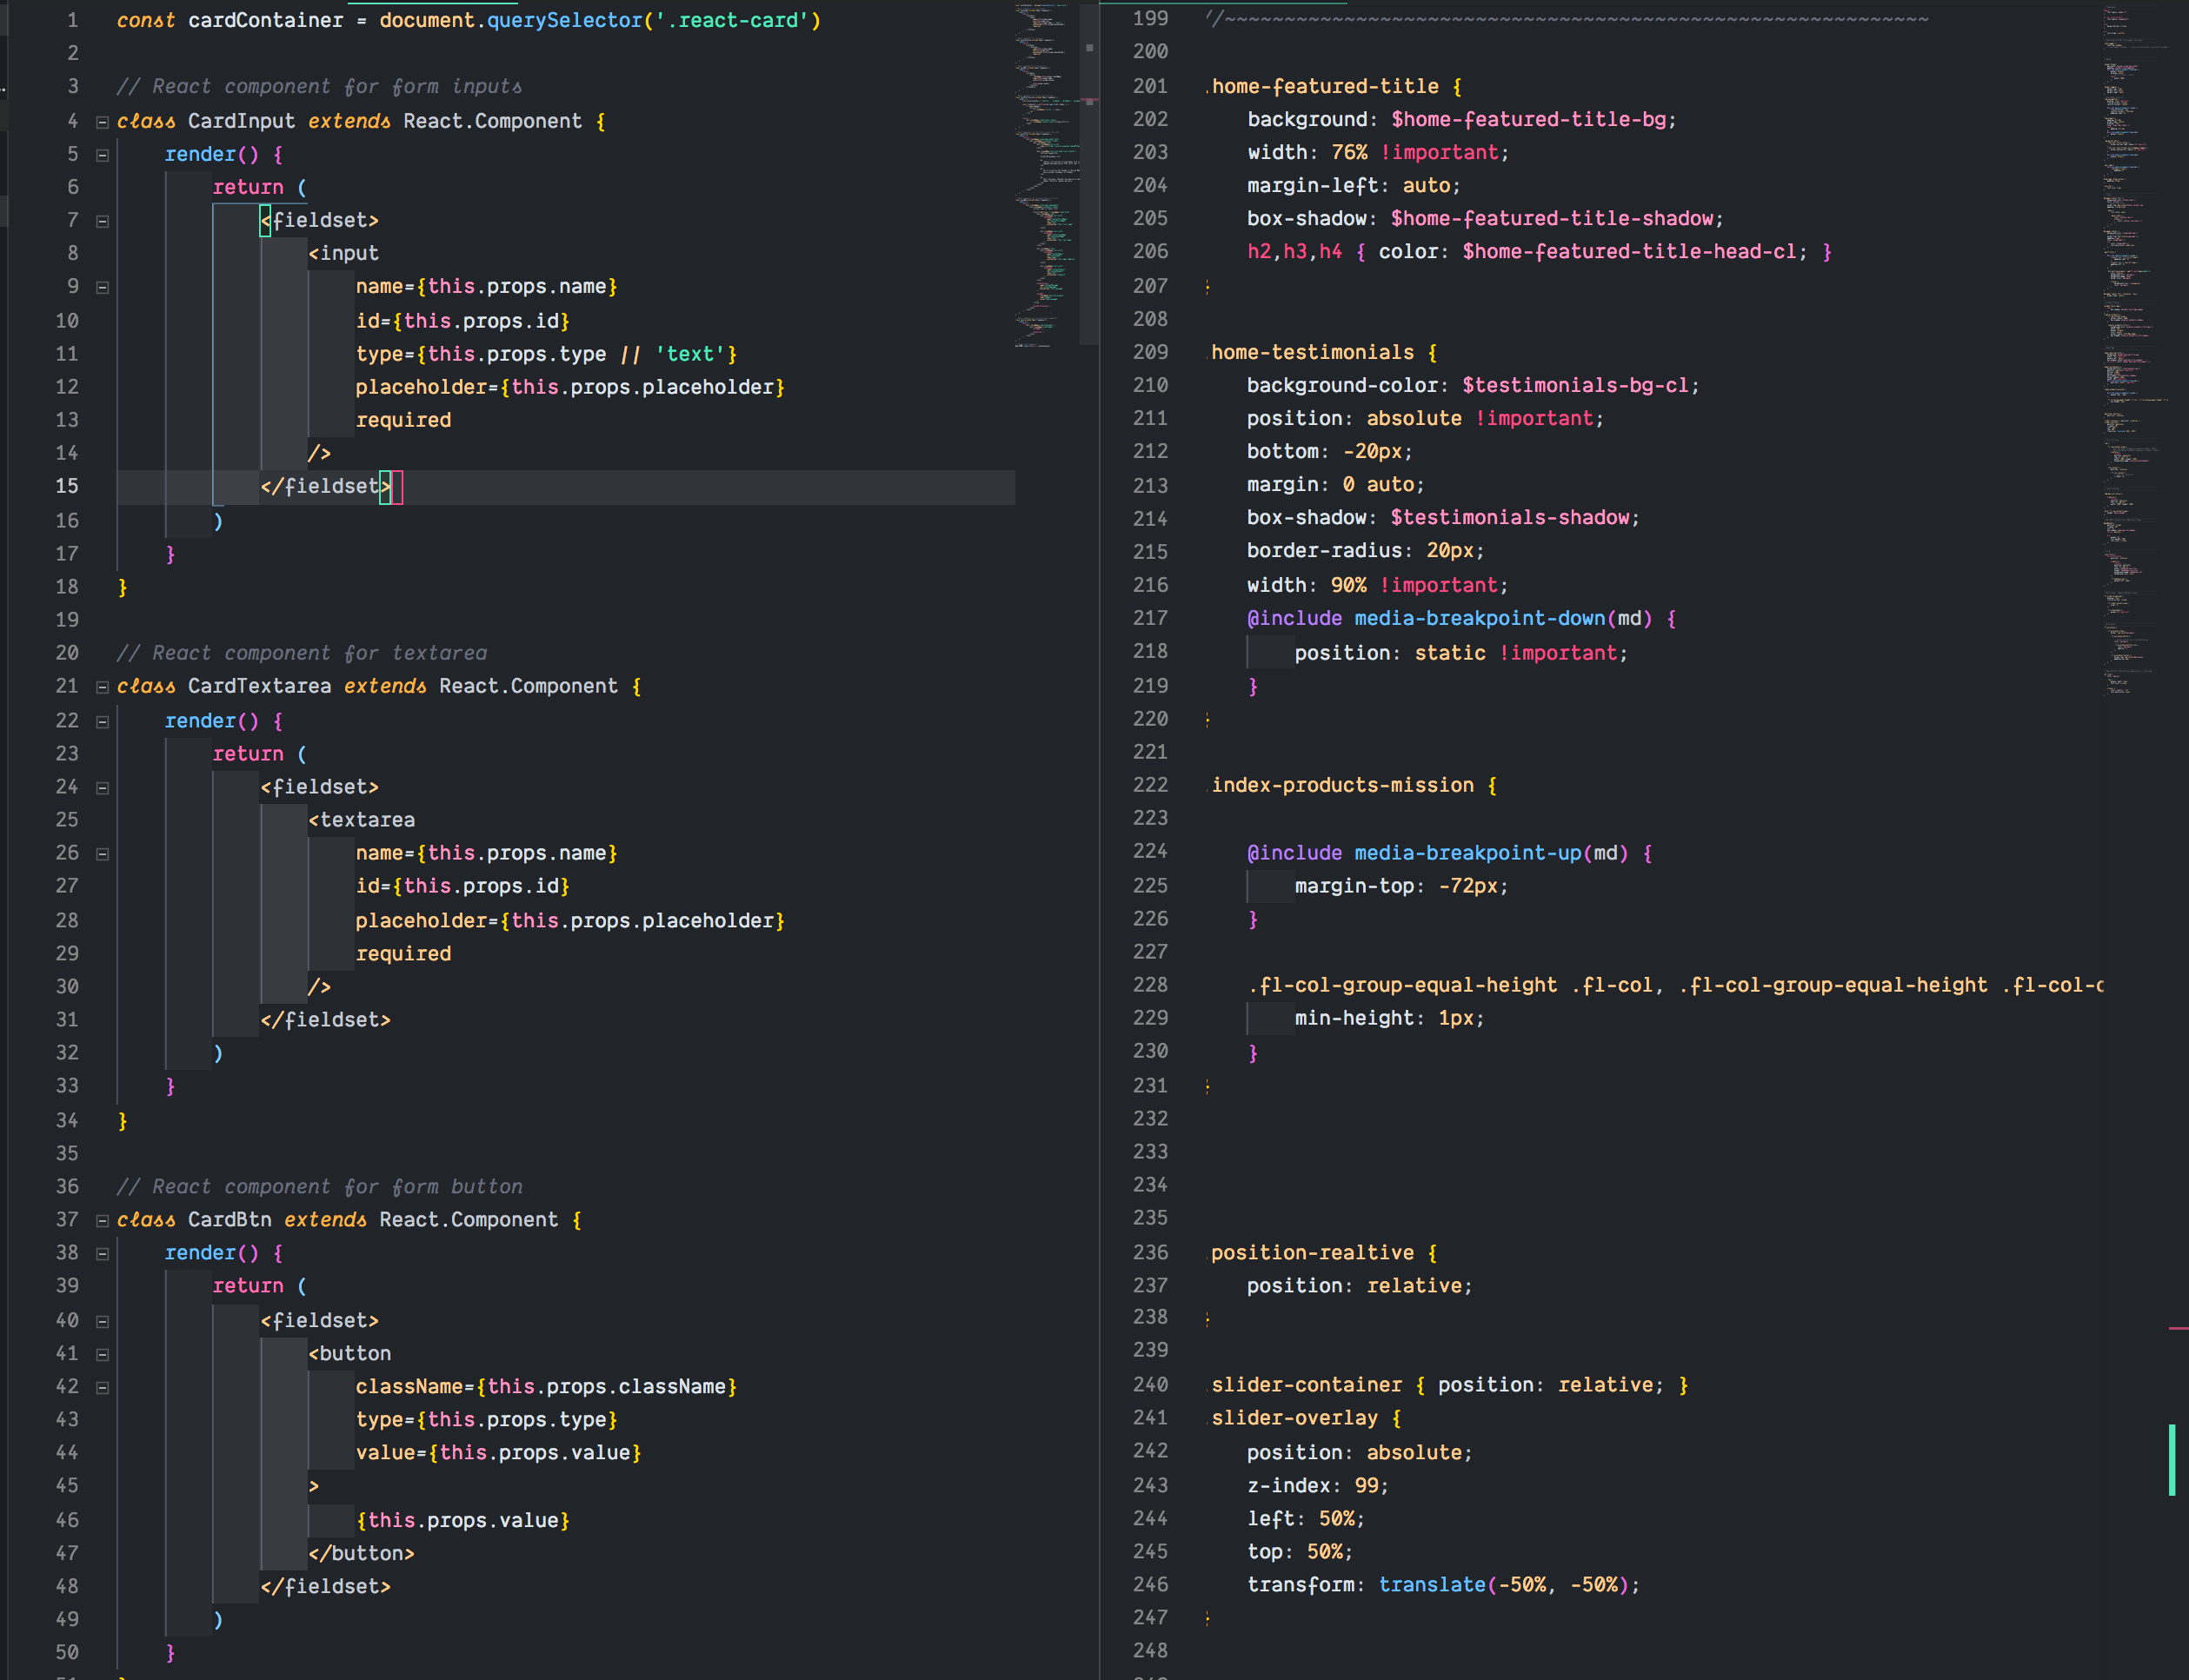 1 const cardContainer = document.querySelector('.react-card')
2
3 // React component for form inputs
4 class CardInput extends React.Component {
5 render() {
6 return (
7 <fieldset>
8 <input
9 name={this.props.name}
10 id={this.props.id}
11 type={this.props.type || 'text'}
12 placeholder={this.props.placeholder}
13 required
14 />
15 </fieldset>
16 )
17 }
18 }
19
20 // React component for textarea
21 class CardTextarea extends React.Component {
22 render() {
23 return (
24 <fieldset>
25 <textarea
26 name={this.props.name}
27 id={this.props.id}
28 placeholder={this.props.placeholder}
29 required
30 />
31 </fieldset>
32 )
33 }
34 }
35
36 // React component for form button
37 class CardBtn extends React.Component {
38 render() {
39 return (
40 <fieldset>
41 <button
42 className={this.props.className}
43 type={this.props.type}
44 value={this.props.value}
45 >
46 {this.props.value}
47 </button>
48 </fieldset>
49 )
50 }
199 //~~~~~~~~~~~~~~~~~~~~~~~~~~~~~~~~~~~~~~~~~~~~~~~~~~~~~~~~~~~
200
201 .home-featured-title {
202 background: $home-featured-title-bg;
203 width: 76% !important;
204 margin-left: auto;
205 box-shadow: $home-featured-title-shadow;
206 h2,h3,h4 { color: $home-featured-title-head-cl; }
207 }
208
209 .home-testimonials {
210 background-color: $testimonials-bg-cl;
211 position: absolute !important;
212 bottom: -20px;
213 margin: 0 auto;
214 box-shadow: $testimonials-shadow;
215 border-radius: 20px;
216 width: 90% !important;
217 @include media-breakpoint-down(md) {
218 position: static !important;
219 }
220 }
221
222 .index-products-mission {
223
224 @include media-breakpoint-up(md) {
225 margin-top: -72px;
226 }
227
228 .fl-col-group-equal-height .fl-col, .fl-col-group-equal-height .fl-col-c
229 min-height: 1px;
230 }
231 }
232
233
234
235
236 .position-realtive {
237 position: relative;
238 }
239
240 .slider-container { position: relative; }
241 .slider-overlay {
242 position: absolute;
243 z-index: 99;
244 left: 50%;
245 top: 50%;
246 transform: translate(-50%, -50%);
247 }
248